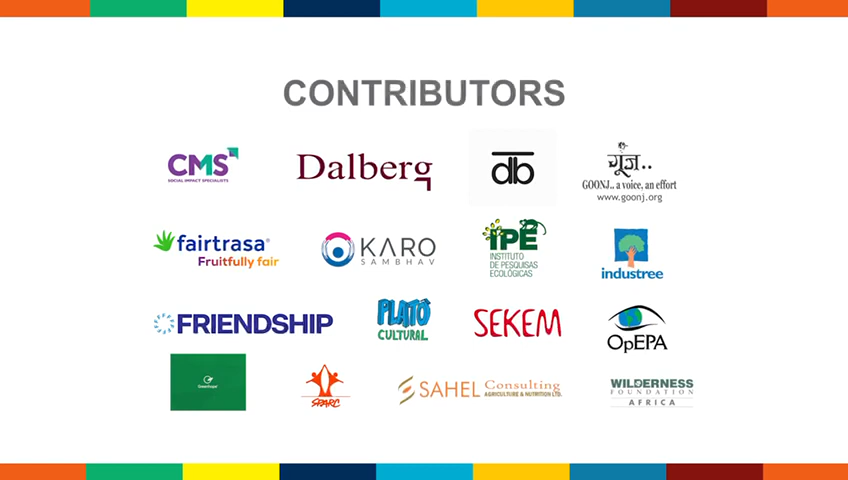 CONTRIBUTORS
CMS
SOCIAL IMPACT SPECIALISTS
Dalberg
db
गूंज..
GOONJ.. a voice, an effort
www.goonj.org
fairtrasa®
Fruitfully fair
KARO
SAMBHAV
IPÊ
INSTITUTO
DE PESQUISAS
ECOLÓGICAS
industree
FRIENDSHIP
PLATÔ
CULTURAL
SEKEM
OpEPA
SPARC
SAHEL Consulting
AGRICULTURE & NUTRITION LTD.
WILDERNESS
FOUNDATION
AFRICA